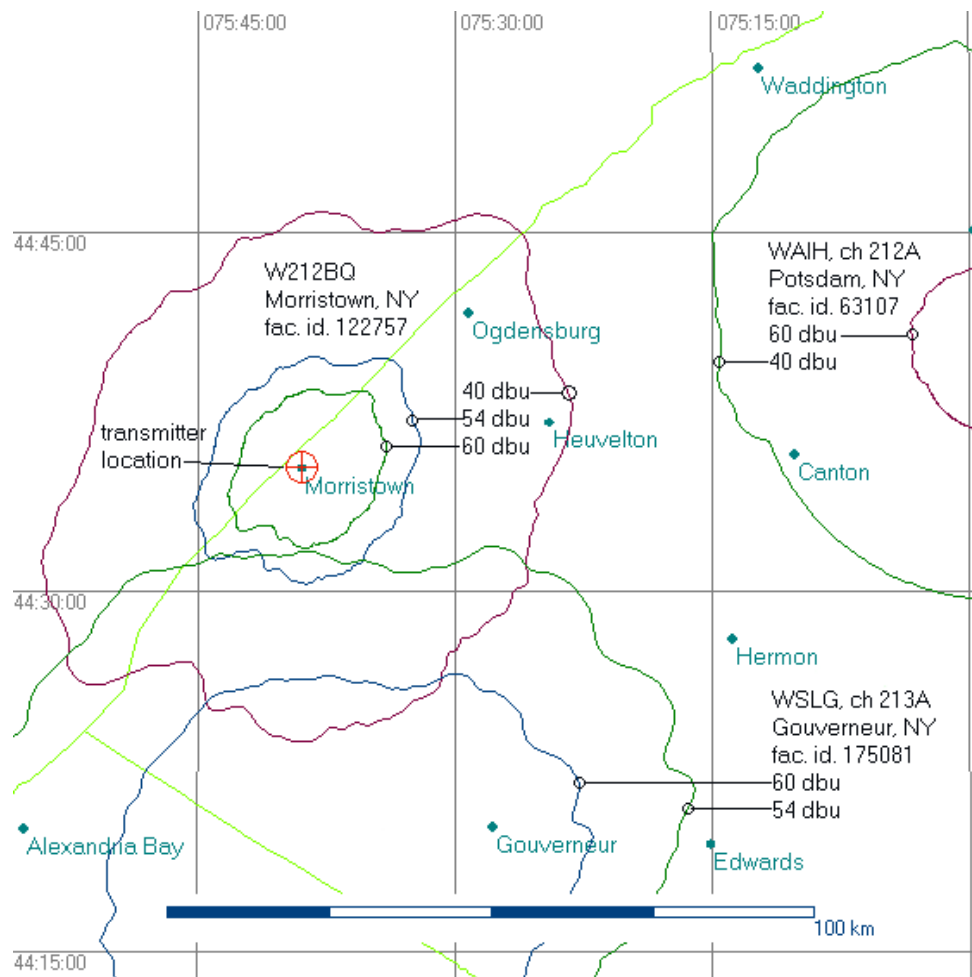 075:45:00
075:30:00
075:15:00
Waddington
44:45:00
W212BQ
Morristown, NY
fac. id. 122757
WAIH, ch 212A
Potsdam, NY
fac. id. 63107
60 dbu
40 dbu
Ogdensburg
40 dbu
54 dbu
60 dbu
Heuvelton
transmitter
location
Morristown
Canton
44:30:00
Hermon
WSLG, ch 213A
Gouverneur, NY
fac. id. 175081
60 dbu
54 dbu
Alexandria Bay
Gouverneur
Edwards
100 km
44:15:00